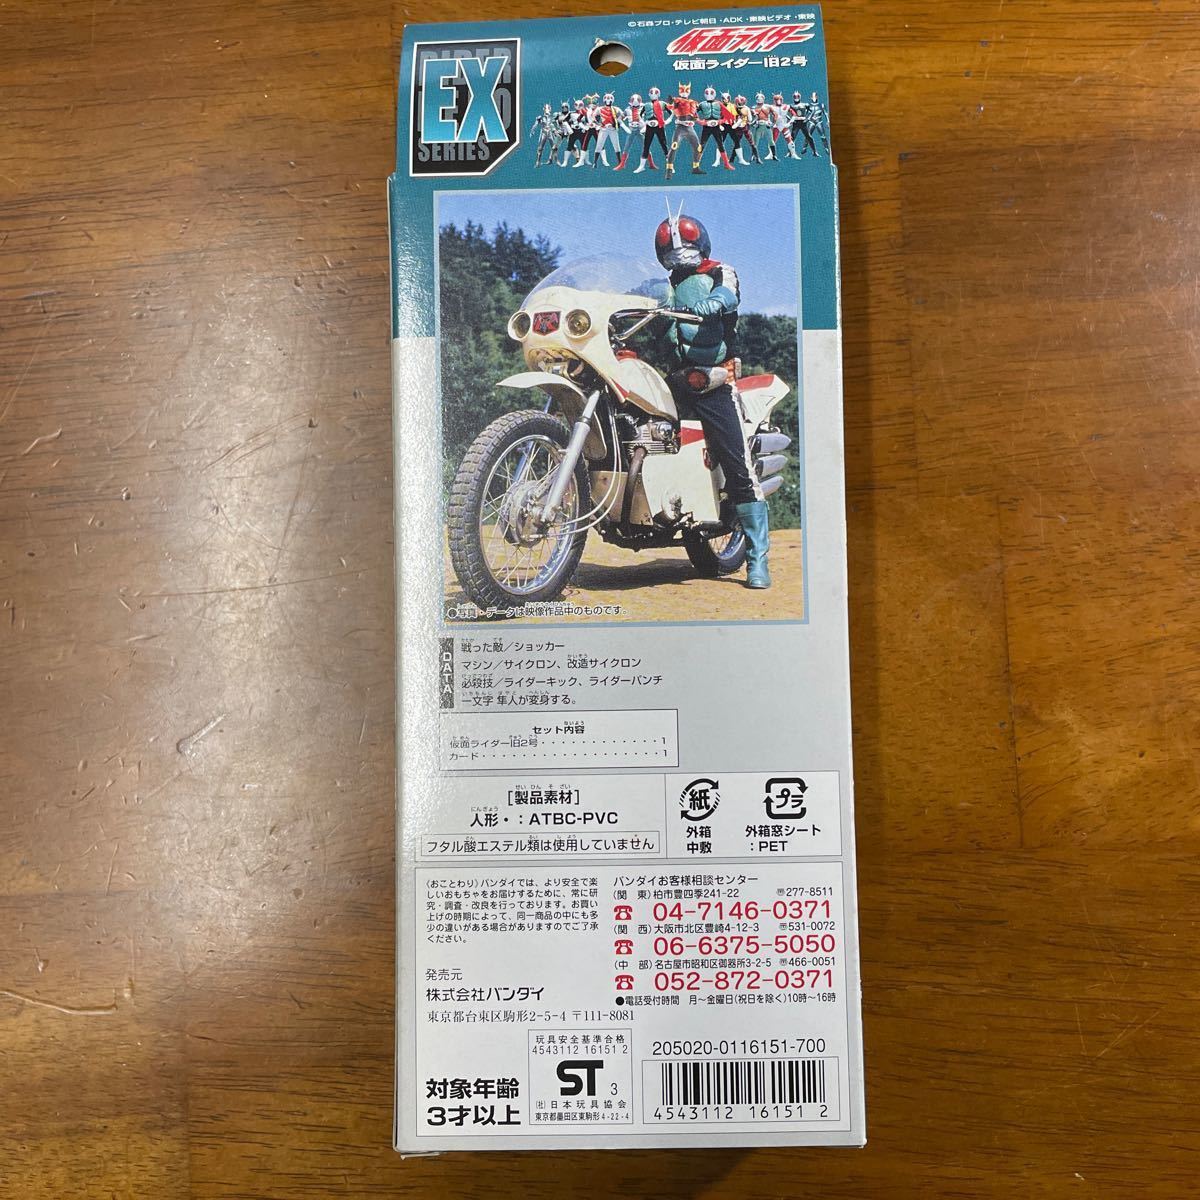 ©石森プロ・テレビ朝日・ADK・東映ビデオ・東映
仮面ライダー
仮面ライダー旧2号
RIDER
HERO
SERIES
EX
●写真・データは映像作品中のものです。
DATA
戦った敵／ショッカー
マシン／サイクロン、改造サイクロン
必殺技／ライダーキック、ライダーパンチ
一文字 隼人が変身する。
セット内容
仮面ライダー旧2号・・・・・・・・・・・・1
カード・・・・・・・・・・・・・・・・・・1
[製品素材]
人形・：ATBC-PVC
フタル酸エステル類は使用していません
紙
外箱
中敷
プラ
外箱窓シート
：PET
〈おことわり〉バンダイでは、より安全で楽
しいおもちゃをお届けするために、常に研
究・調査・改良を行っております。お買い
上げの時期によって、同一商品の中にも多
少の違いがある場合がありますのでご了承
ください。
発売元
株式会社バンダイ
東京都台東区駒形2-5-4 〒111-8081
バンダイお客様相談センター
(関 東)柏市豊四季241-22 〒277-8511
☎ 04-7146-0371
(関 西)大阪市北区豊崎4-12-3 〒531-0072
☎ 06-6375-5050
(中 部)名古屋市昭和区御器所3-2-5 〒466-0051
☎ 052-872-0371
●電話受付時間 月〜金曜日(祝日を除く)10時〜16時
対象年齢
3才以上
玩具安全基準合格
4543112 16151 2
ST 3
(社)日本玩具協会
東京都墨田区東駒形4-22-4
205020-0116151-700
4543112 16151 2